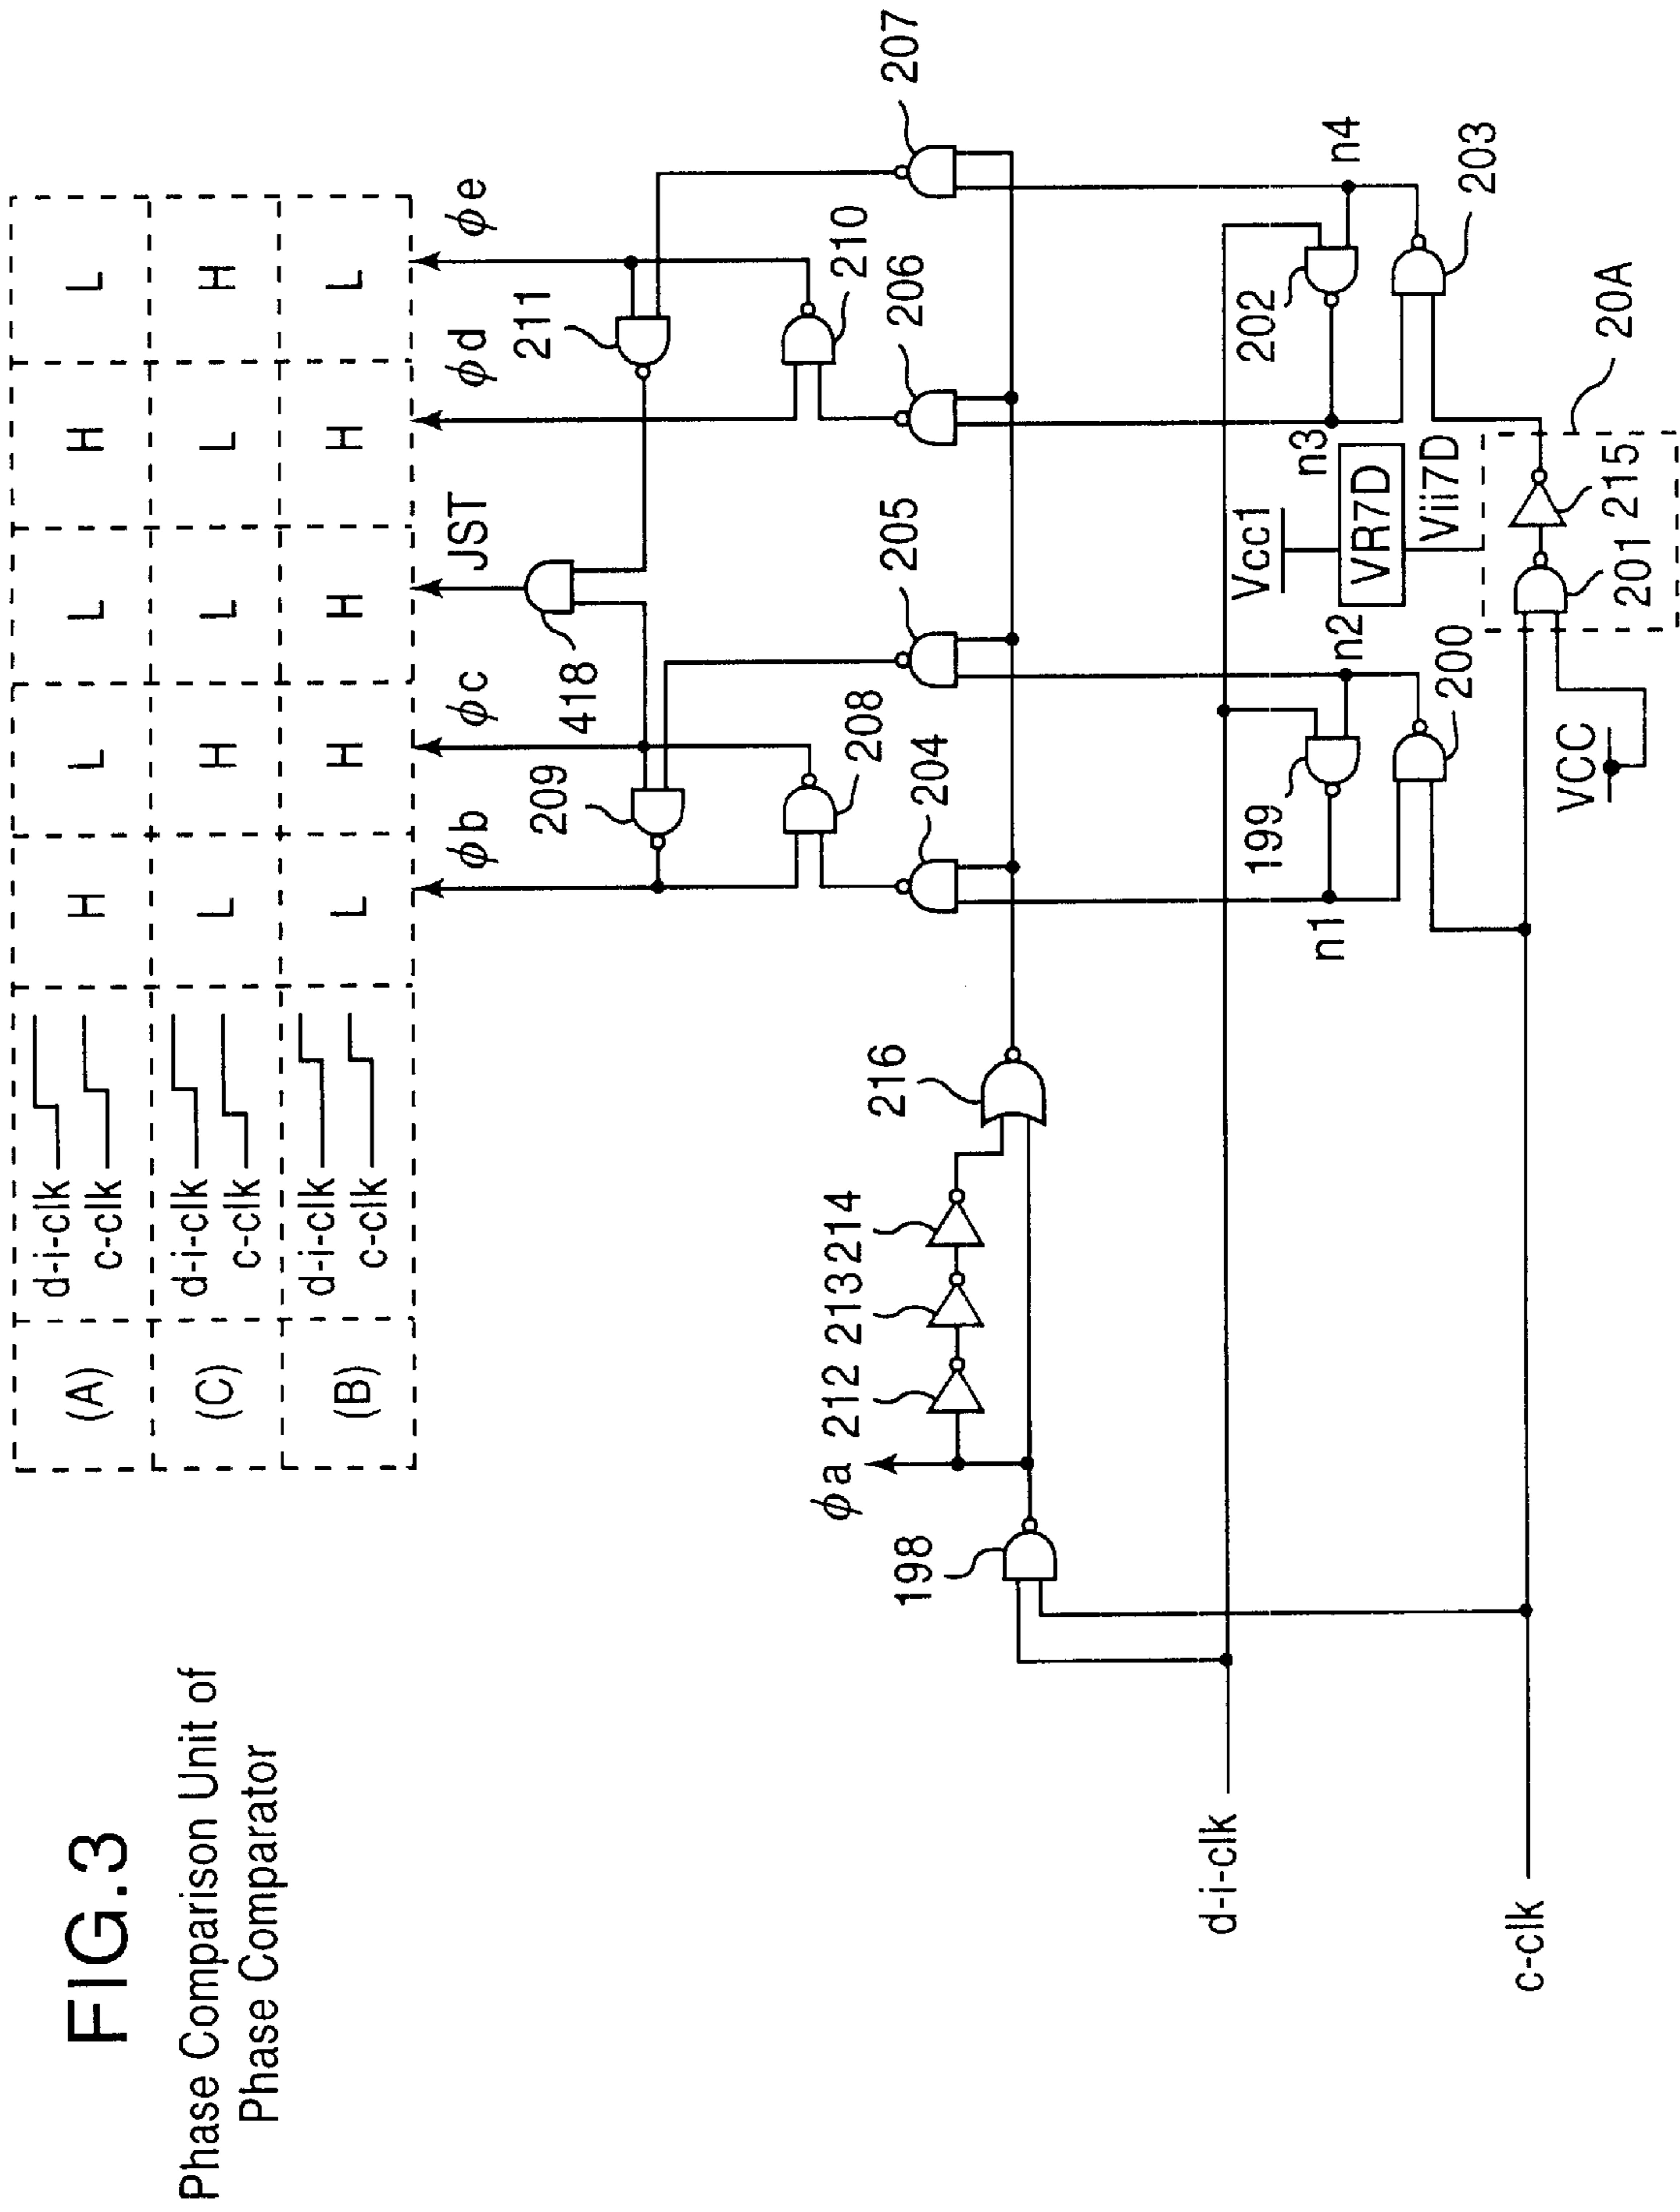 FIG.3
Phase Comparison Unit of
Phase Comparator
(A) d-i-clk H L L H L
c-clk
(C) d-i-clk L H L L H
c-clk
(B) d-i-clk L H H H L
c-clk
ϕb ϕc JST ϕd ϕe
209 418 211
208 210
204 205 206 207
ϕa 212 213 214 216
198
d-i-clk
n1 199 n2 Vcc1 n3 202 n4
VR7D
200 Vii7D 203
c-clk
VCC 201 215 20A